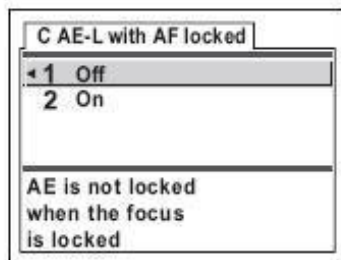 C AE-L with AF locked
1 Off
2 On
AE is not locked
when the focus
is locked